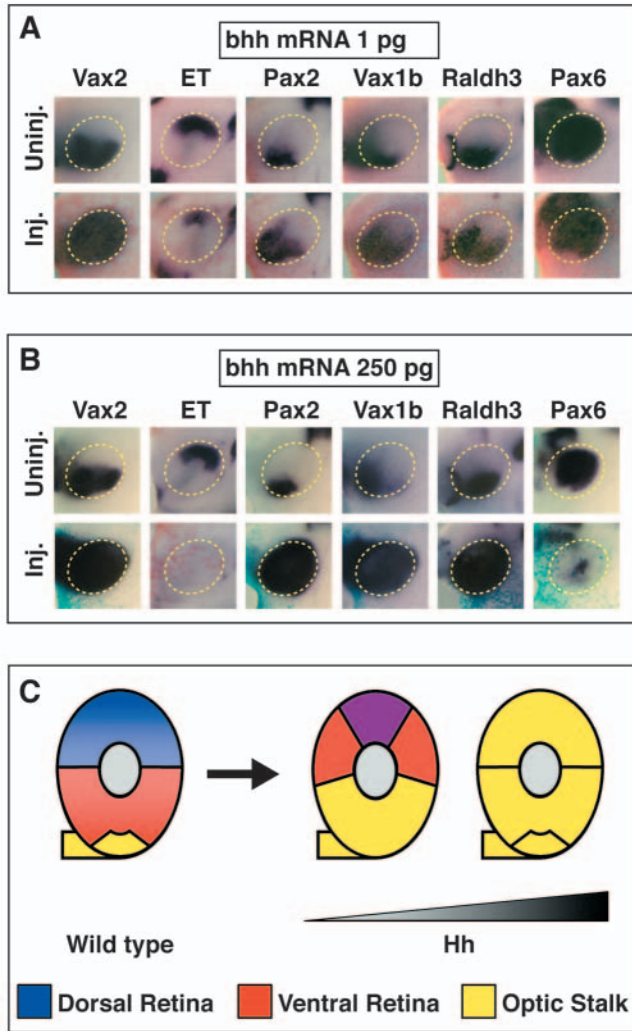 A
bhh mRNA 1 pg
Vax2 ET Pax2 Vax1b Raldh3 Pax6
Uninj.
Inj.
B
bhh mRNA 250 pg
Vax2 ET Pax2 Vax1b Raldh3 Pax6
Uninj.
Inj.
C
Wild type Hh
Dorsal Retina Ventral Retina Optic Stalk